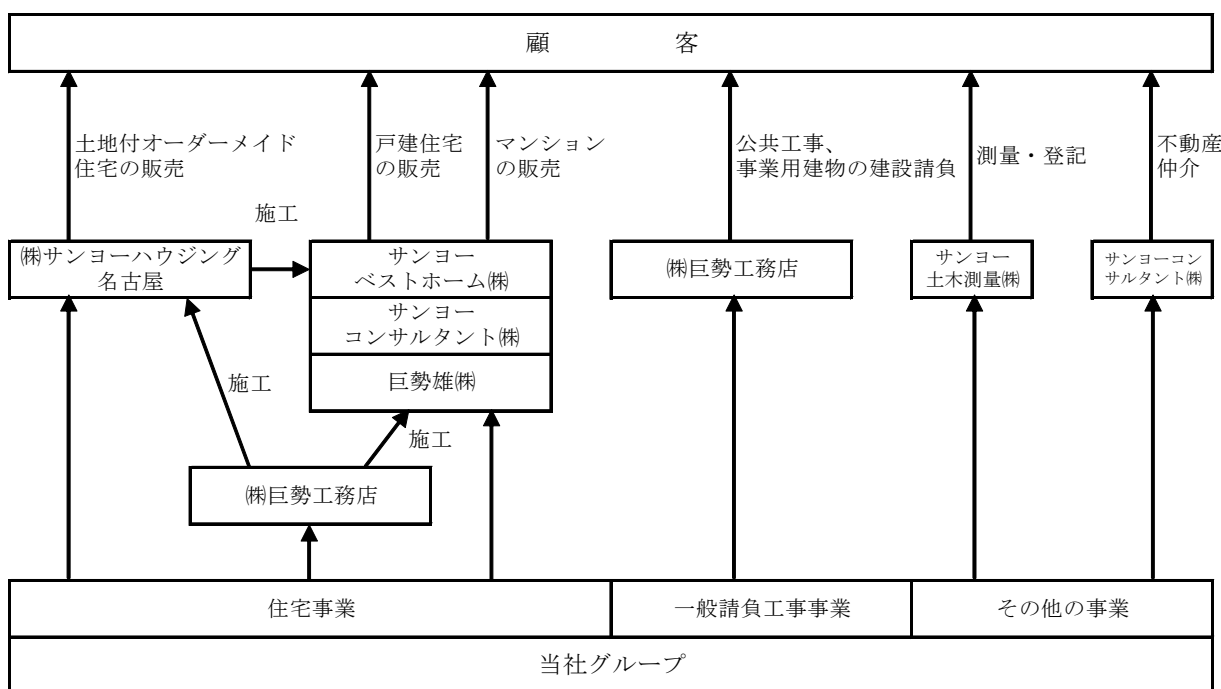 顧客
土地付オーダーメイド
住宅の販売
戸建住宅
の販売
マンション
の販売
公共工事、
事業用建物の建設請負
測量・登記
不動産
仲介
施工
㈱サンヨーハウジング
名古屋
サンヨー
ベストホーム㈱
サンヨー
コンサルタント㈱
巨勢雄㈱
㈱巨勢工務店
サンヨー
土木測量㈱
サンヨーコン
サルタント㈱
施工
施工
㈱巨勢工務店
住宅事業
一般請負工事事業
その他の事業
当社グループ